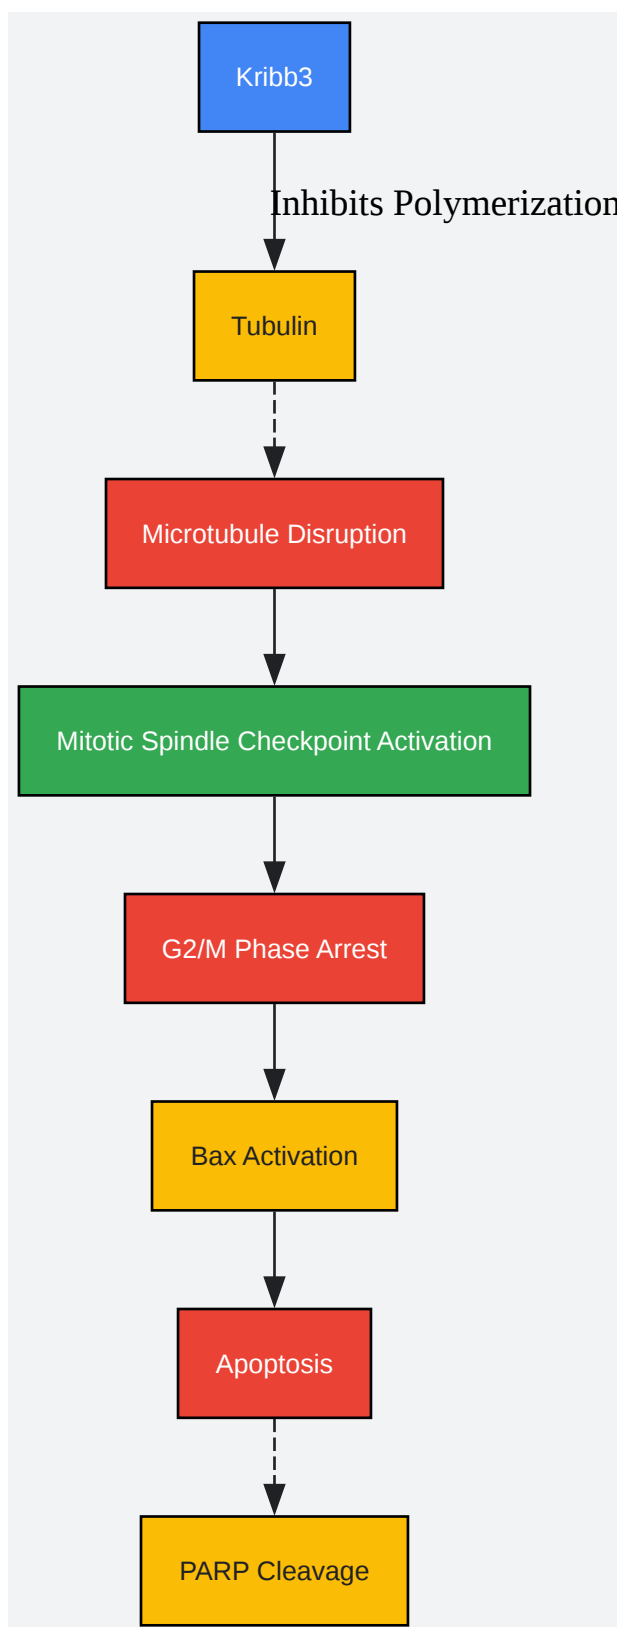 Kribb3
Inhibits Polymerization
Tubulin
Microtubule Disruption
Mitotic Spindle Checkpoint Activation
G2/M Phase Arrest
Bax Activation
Apoptosis
PARP Cleavage